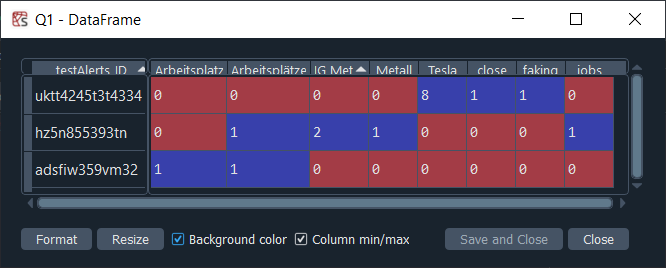 Q1 - DataFrame
testAlerts_ID Arbeitsplatz Arbeitsplätze IG Met Metall Tesla close faking jobs
uktt4245t3t4334 0 0 0 0 8 1 1 0
hz5n855393tn 0 1 2 1 0 0 0 1
adsfiw359vm32 1 1 0 0 0 0 0 0
Format Resize Background color Column min/max Save and Close Close